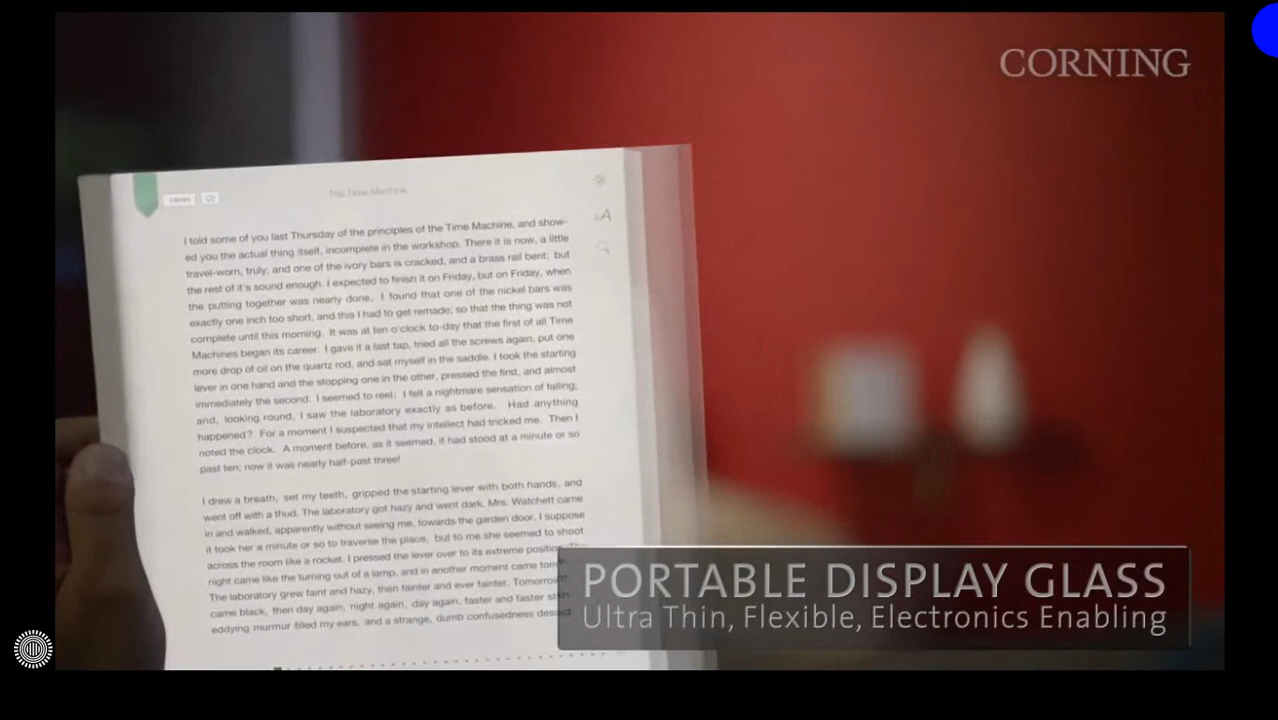 CORNING
Library
The Time Machine
AA
I told some of you last Thursday of the principles of the Time Machine, and show-
ed you the actual thing itself, incomplete in the workshop. There it is now, a little
travel-worn, truly; and one of the ivory bars is cracked, and a brass rail bent; but
the rest of it's sound enough. I expected to finish it on Friday, but on Friday, when
the putting together was nearly done, I found that one of the nickel bars was
exactly one inch too short, and this I had to get remade; so that the thing was not
complete until this morning. It was at ten o'clock to-day that the first of all Time
Machines began its career. I gave it a last tap, tried all the screws again, put one
more drop of oil on the quartz rod, and sat myself in the saddle. I took the starting
lever in one hand and the stopping one in the other, pressed the first, and almost
immediately the second. I seemed to reel; I felt a nightmare sensation of falling;
and, looking round, I saw the laboratory exactly as before. Had anything
happened? For a moment I suspected that my intellect had tricked me. Then I
noted the clock. A moment before, as it seemed, it had stood at a minute or so
past ten; now it was nearly half-past three!
I drew a breath, set my teeth, gripped the starting lever with both hands, and
went off with a thud. The laboratory got hazy and went dark. Mrs. Watchett came
in and walked, apparently without seeing me, towards the garden door. I suppose
it took her a minute or so to traverse the place, but to me she seemed to shoot
across the room like a rocket. I pressed the lever over to its extreme position. The
night came like the turning out of a lamp, and in another moment came
The laboratory grew faint and hazy, then fainter and ever fainter. Tomorrow
came black, then day again, night again, day again, faster and faster
eddying murmur filled my ears, and a strange, dumb confusedness
PORTABLE DISPLAY GLASS
Ultra Thin, Flexible, Electronics Enabling